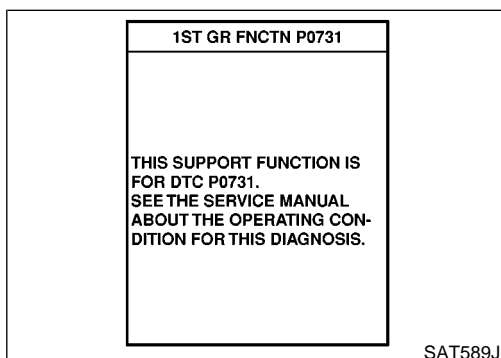 1ST GR FNCTN P0731
THIS SUPPORT FUNCTION IS
FOR DTC P0731.
SEE THE SERVICE MANUAL
ABOUT THE OPERATING CON-
DITION FOR THIS DIAGNOSIS.
SAT589J